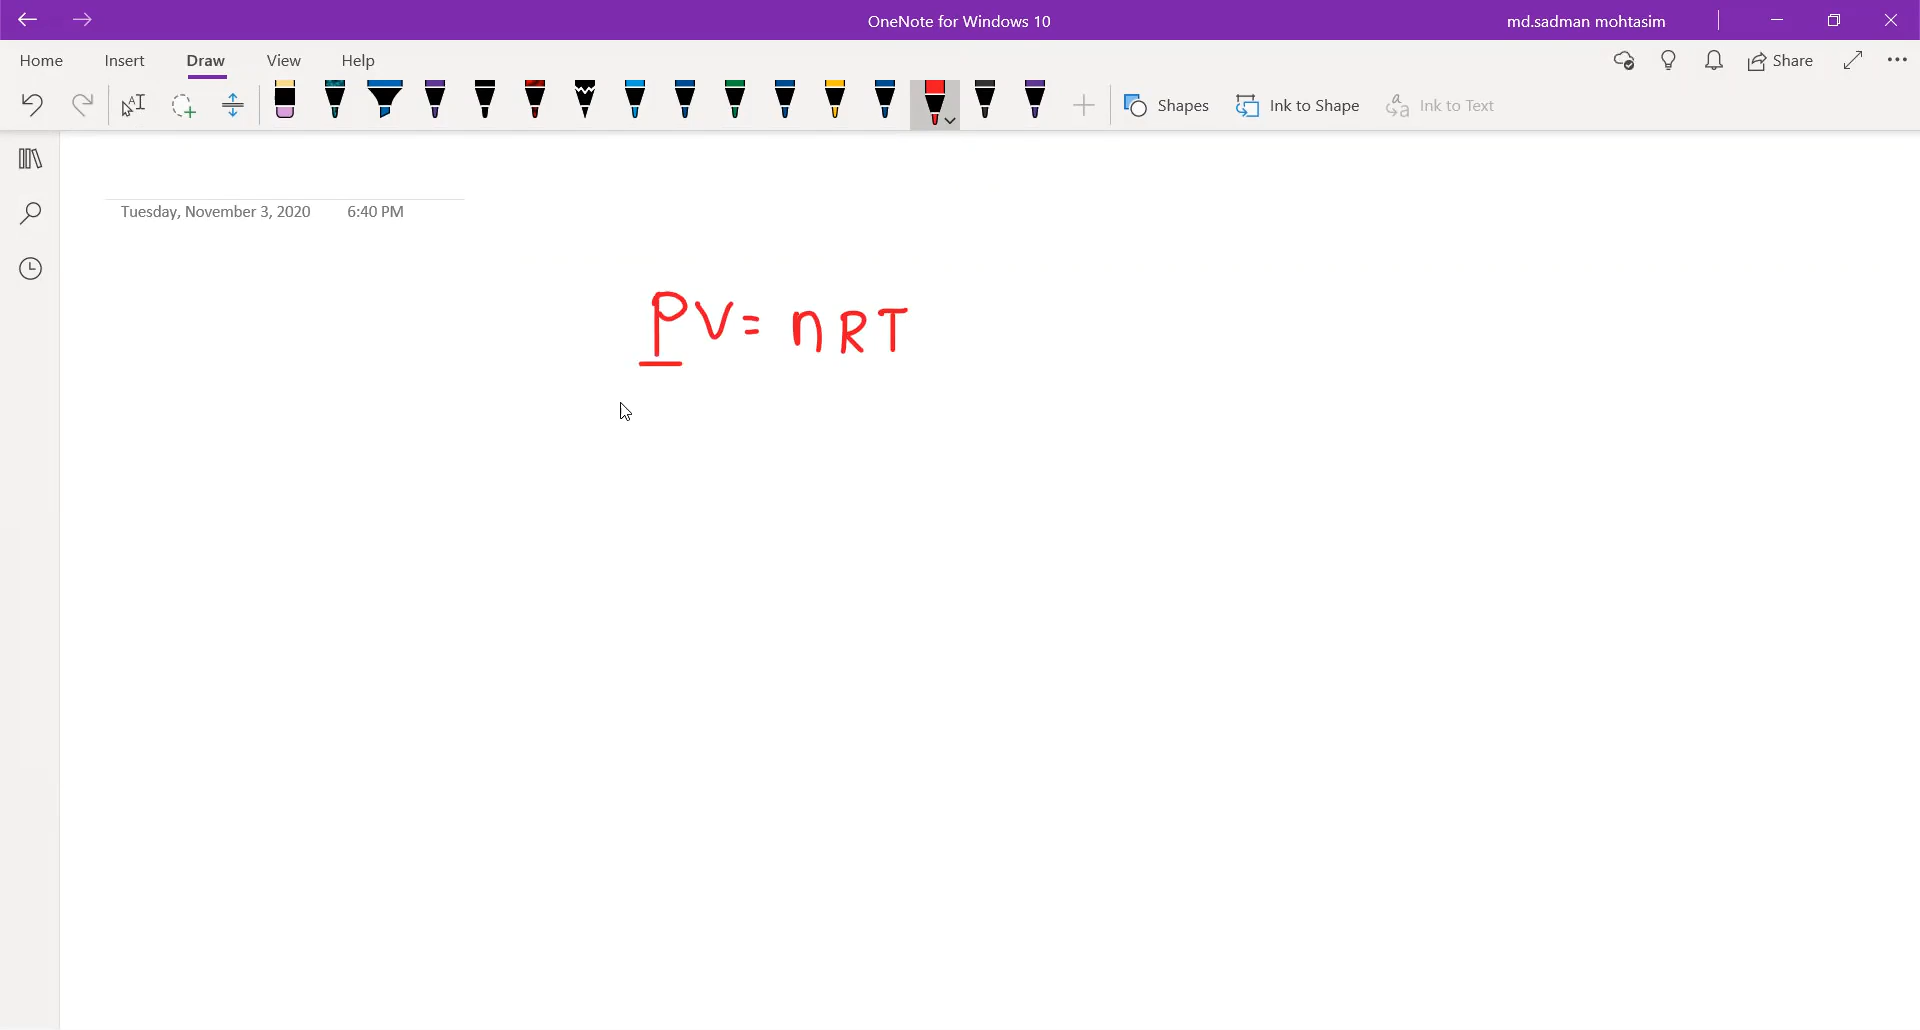 OneNote for Windows 10
md.sadman mohtasim
Home Insert Draw View Help
Share
Shapes Ink to Shape Ink to Text
Tuesday, November 3, 2020 6:40 PM
PV = nRT